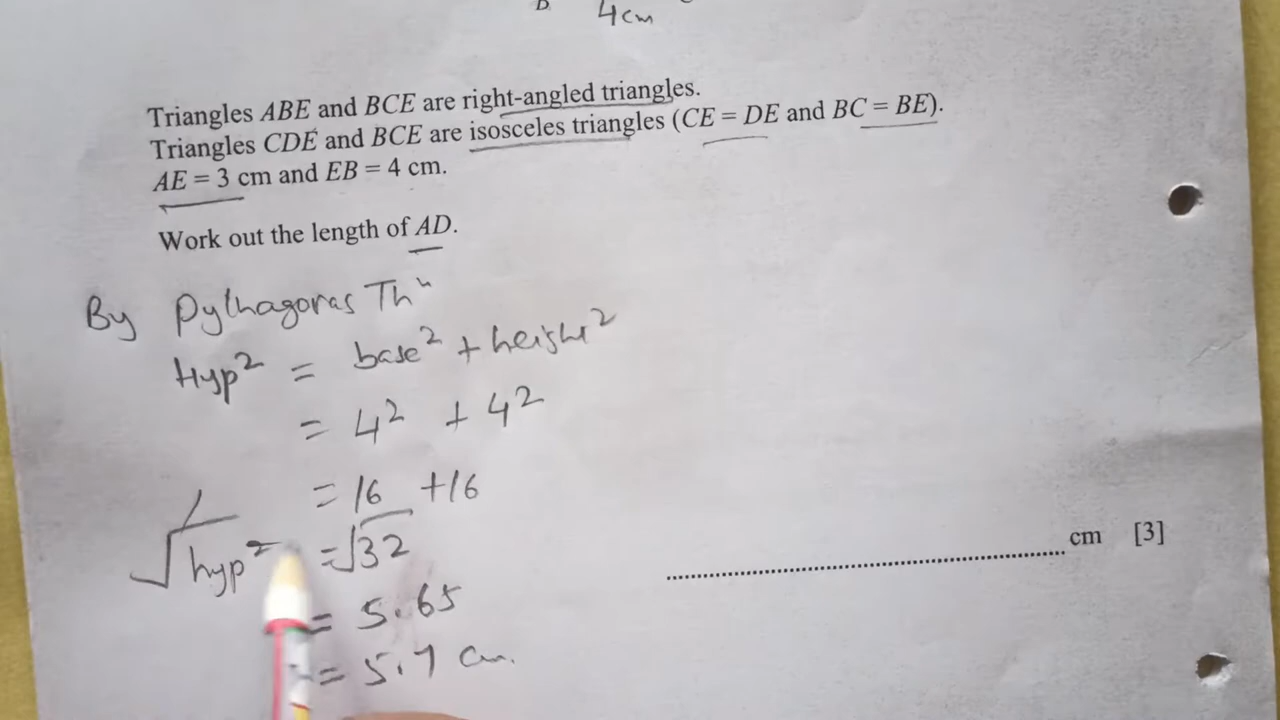 D
4cm
Triangles ABE and BCE are right-angled triangles.
Triangles CDE and BCE are isosceles triangles (CE = DE and BC = BE).
AE = 3 cm and EB = 4 cm.
Work out the length of AD.
By Pythagoras Thⁿ
Hyp² = base² + height²
= 4² + 4²
= 16 + 16
√hyp² = √32
= 5.65
= 5.7 cm.
cm [3]